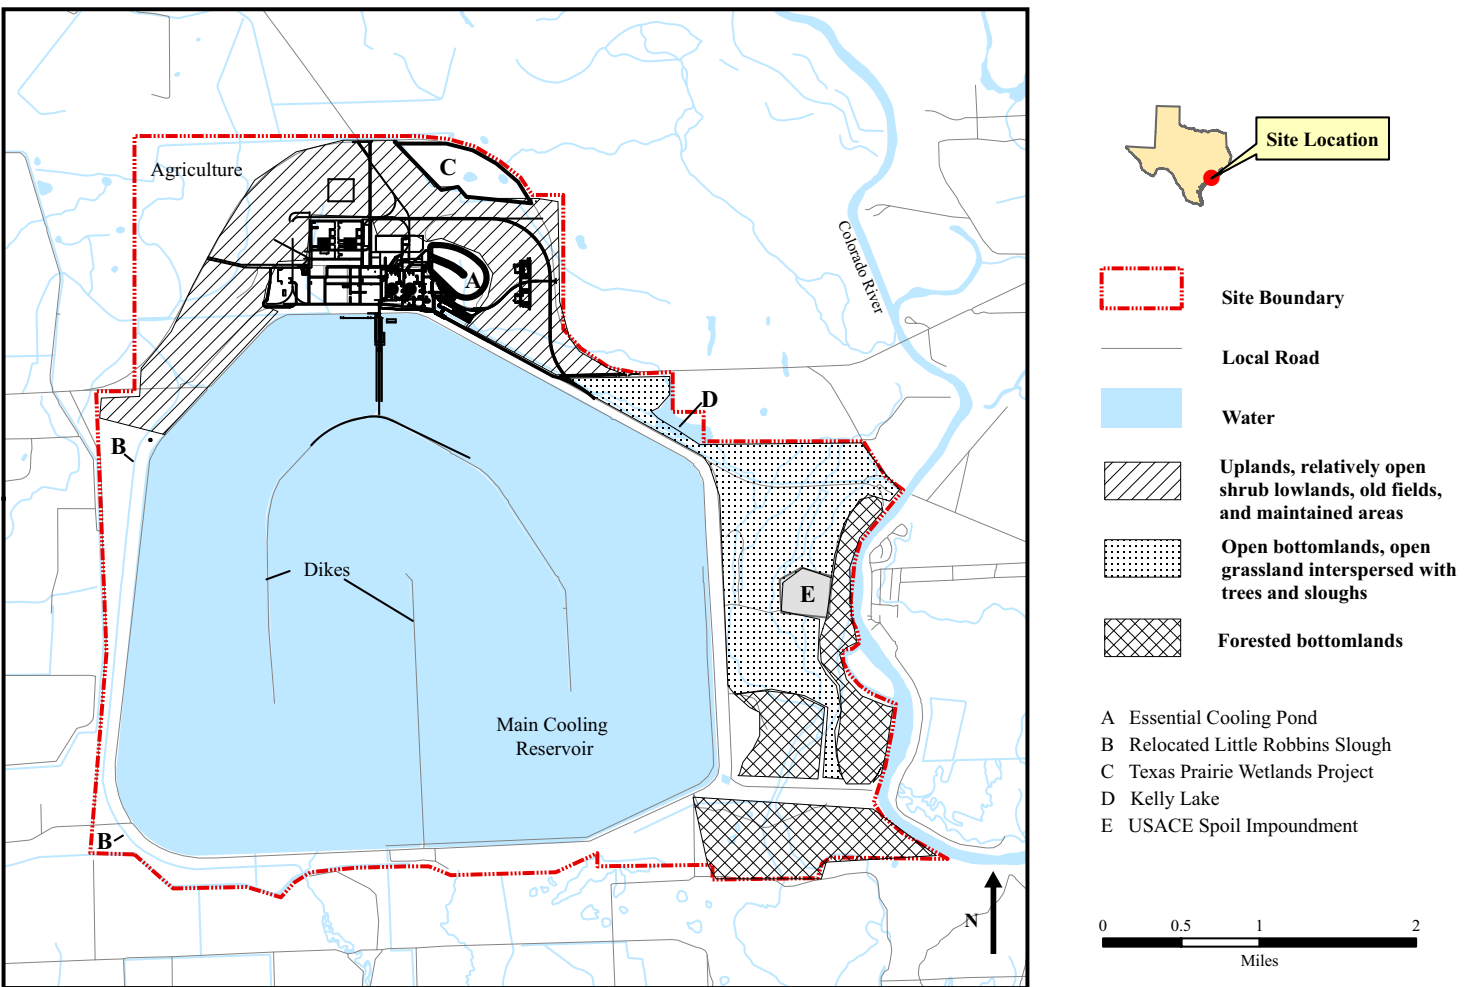 Agriculture
C
A
Colorado River
D
B
E
Dikes
Main Cooling
Reservoir
B
N
Site Location
Site Boundary
Local Road
Water
Uplands, relatively open
shrub lowlands, old fields,
and maintained areas
Open bottomlands, open
grassland interspersed with
trees and sloughs
Forested bottomlands
A Essential Cooling Pond
B Relocated Little Robbins Slough
C Texas Prairie Wetlands Project
D Kelly Lake
E USACE Spoil Impoundment
0 0.5 1 2
Miles